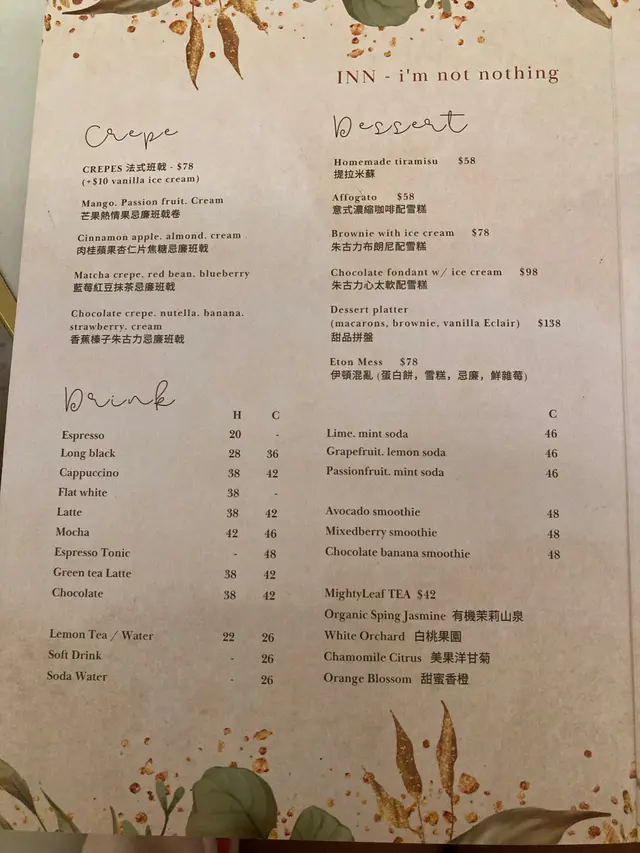 INN - i'm not nothing
Crepe
CREPES 法式班戟 - $78
(+$10 vanilla ice cream)
Mango. Passion fruit. Cream
芒果熱情果忌廉班戟卷
Cinnamon apple. almond. cream
肉桂蘋果杏仁片焦糖忌廉班戟
Matcha crepe. red bean. blueberry
藍莓紅豆抹茶忌廉班戟
Chocolate crepe. nutella. banana.
strawberry. cream
香蕉榛子朱古力忌廉班戟
Dessert
Homemade tiramisu $58
提拉米蘇
Affogato $58
意式濃縮咖啡配雪糕
Brownie with ice cream $78
朱古力布朗尼配雪糕
Chocolate fondant w/ ice cream $98
朱古力心太軟配雪糕
Dessert platter
(macarons, brownie, vanilla Eclair) $138
甜品拼盤
Eton Mess $78
伊頓混亂 (蛋白餅，雪糕，忌廉，鮮雜莓)
Drink
H C
Espresso 20 -
Long black 28 36
Cappuccino 38 42
Flat white 38 -
Latte 38 42
Mocha 42 46
Espresso Tonic - 48
Green tea Latte 38 42
Chocolate 38 42
Lemon Tea / Water 22 26
Soft Drink - 26
Soda Water - 26
C
Lime. mint soda 46
Grapefruit. lemon soda 46
Passionfruit. mint soda 46
Avocado smoothie 48
Mixedberry smoothie 48
Chocolate banana smoothie 48
MightyLeaf TEA $42
Organic Sping Jasmine 有機茉莉山泉
White Orchard 白桃果園
Chamomile Citrus 美果洋甘菊
Orange Blossom 甜蜜香橙